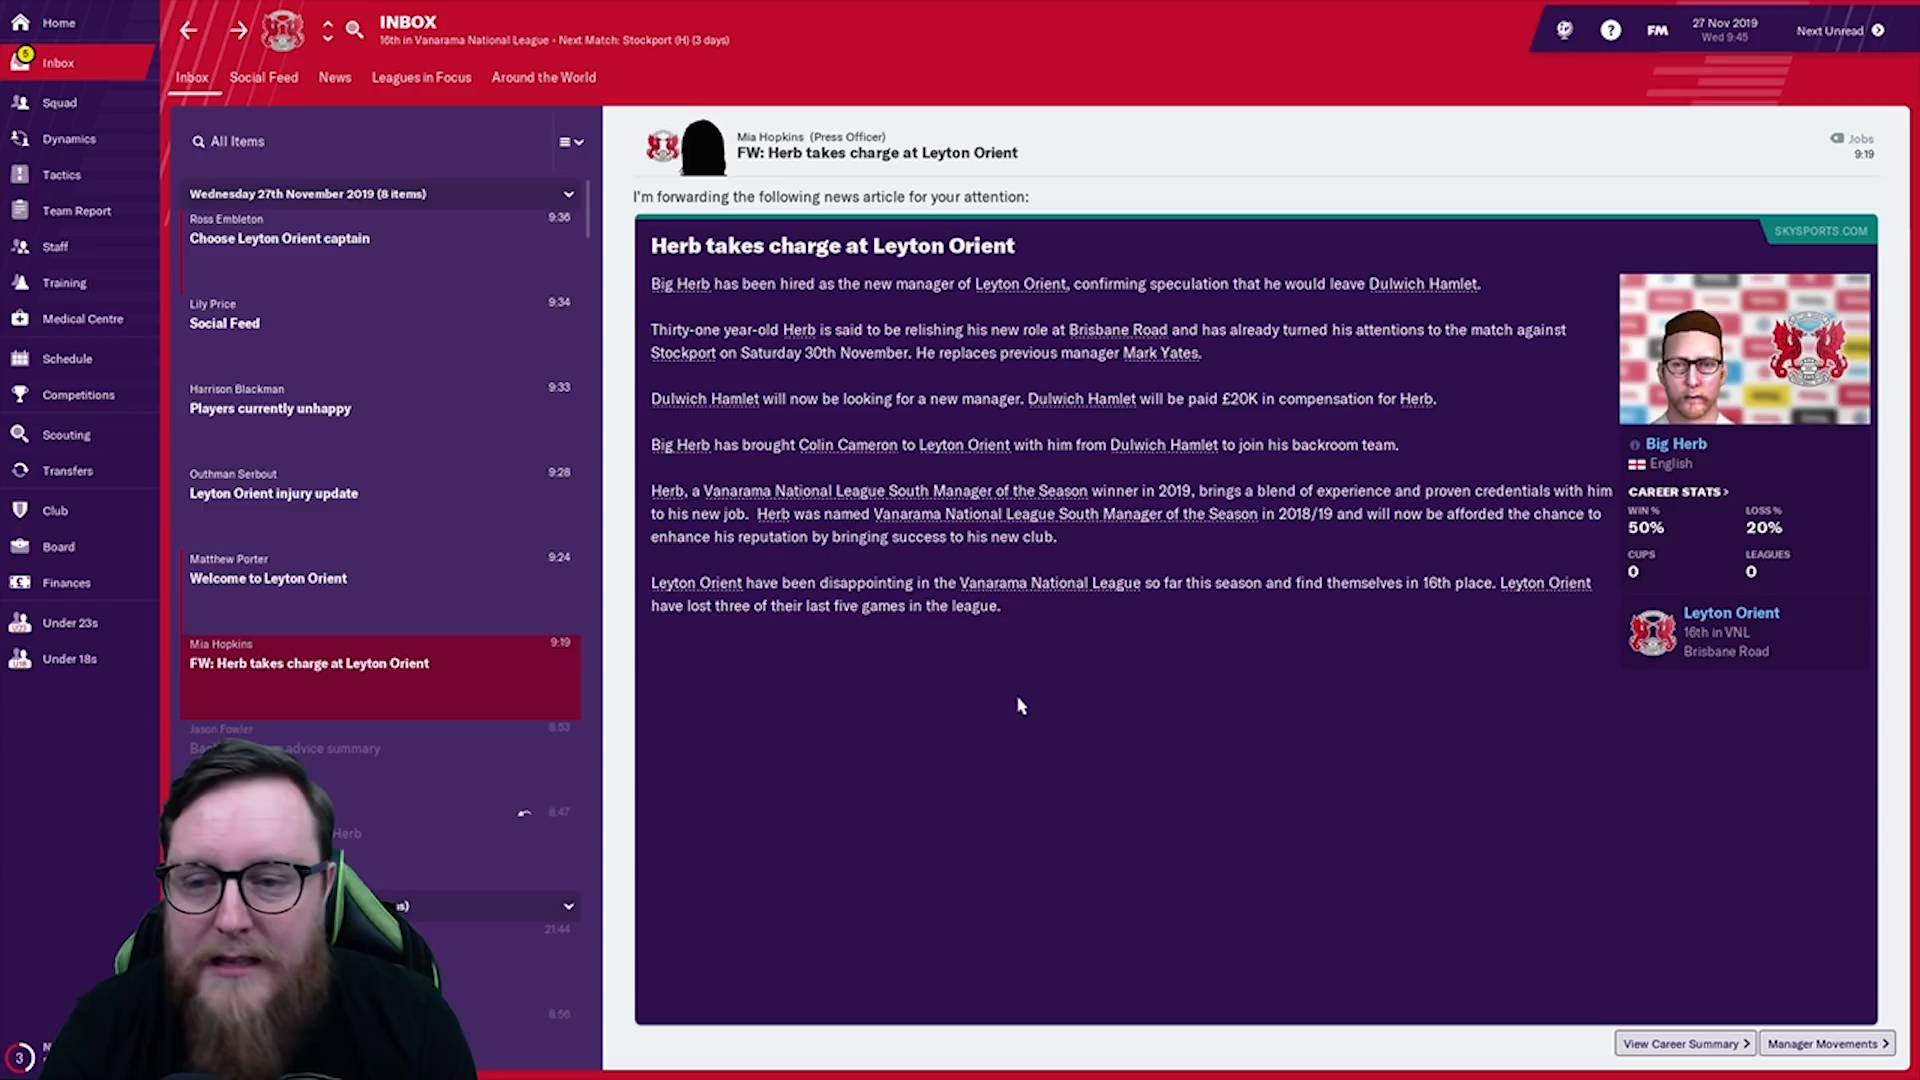 Home
5
Inbox
Squad
Dynamics
Tactics
Team Report
Staff
Training
Medical Centre
Schedule
Competitions
Scouting
Transfers
Club
Board
Finances
Under 23s
Under 18s
3
INBOX
16th in Vanarama National League - Next Match: Stockport (H) (3 days)
Inbox Social Feed News Leagues in Focus Around the World
? FM
27 Nov 2019
Wed 9:45
Next Unread
All Items
Wednesday 27th November 2019 (8 items)
Ross Embleton 9:36
Choose Leyton Orient captain
Lily Price 9:34
Social Feed
Harrison Blackman 9:33
Players currently unhappy
Outhman Serbout 9:28
Leyton Orient injury update
Matthew Porter 9:24
Welcome to Leyton Orient
Mia Hopkins 9:19
FW: Herb takes charge at Leyton Orient
Jason Fowler 8:53
advice summary
8:47
Herb
21:44
8:56
Mia Hopkins (Press Officer)
FW: Herb takes charge at Leyton Orient
Jobs
9:19
I'm forwarding the following news article for your attention:
SKYSPORTS.COM
Herb takes charge at Leyton Orient
Big Herb has been hired as the new manager of Leyton Orient, confirming speculation that he would leave Dulwich Hamlet.
Thirty-one year-old Herb is said to be relishing his new role at Brisbane Road and has already turned his attentions to the match against
Stockport on Saturday 30th November. He replaces previous manager Mark Yates.
Dulwich Hamlet will now be looking for a new manager. Dulwich Hamlet will be paid £20K in compensation for Herb.
Big Herb has brought Colin Cameron to Leyton Orient with him from Dulwich Hamlet to join his backroom team.
Herb, a Vanarama National League South Manager of the Season winner in 2019, brings a blend of experience and proven credentials with him
to his new job. Herb was named Vanarama National League South Manager of the Season in 2018/19 and will now be afforded the chance to
enhance his reputation by bringing success to his new club.
Leyton Orient have been disappointing in the Vanarama National League so far this season and find themselves in 16th place. Leyton Orient
have lost three of their last five games in the league.
Big Herb
English
CAREER STATS >
WIN % LOSS %
50% 20%
CUPS LEAGUES
0 0
Leyton Orient
16th in VNL
Brisbane Road
View Career Summary >
Manager Movements >